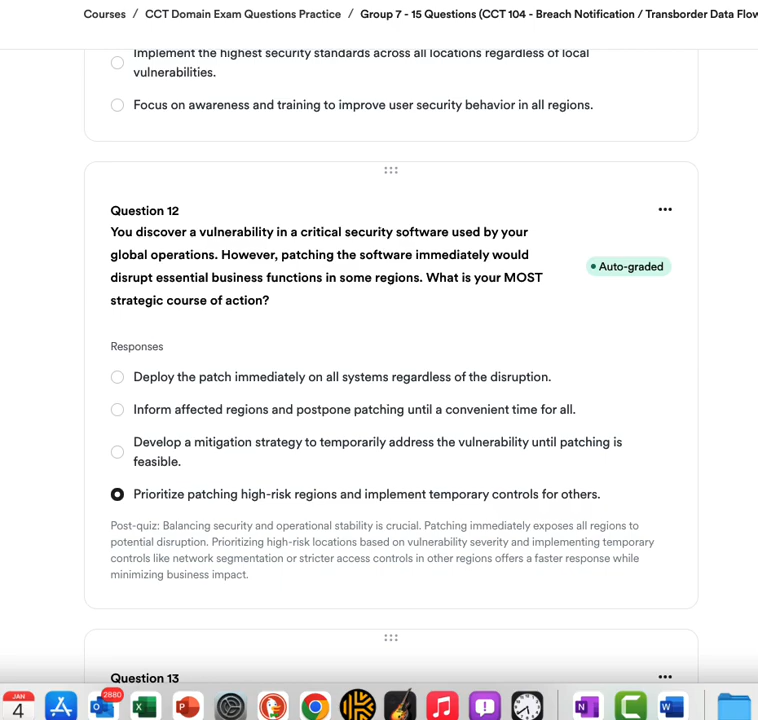 Courses / CCT Domain Exam Questions Practice / Group 7 - 15 Questions (CCT 104 - Breach Notification / Transborder Data Flow
Implement the highest security standards across all locations regardless of local
vulnerabilities.
Focus on awareness and training to improve user security behavior in all regions.
Question 12
You discover a vulnerability in a critical security software used by your
global operations. However, patching the software immediately would
disrupt essential business functions in some regions. What is your MOST
strategic course of action?
Auto-graded
Responses
Deploy the patch immediately on all systems regardless of the disruption.
Inform affected regions and postpone patching until a convenient time for all.
Develop a mitigation strategy to temporarily address the vulnerability until patching is
feasible.
Prioritize patching high-risk regions and implement temporary controls for others.
Post-quiz: Balancing security and operational stability is crucial. Patching immediately exposes all regions to
potential disruption. Prioritizing high-risk locations based on vulnerability severity and implementing temporary
controls like network segmentation or stricter access controls in other regions offers a faster response while
minimizing business impact.
Question 13
JAN
4
2880